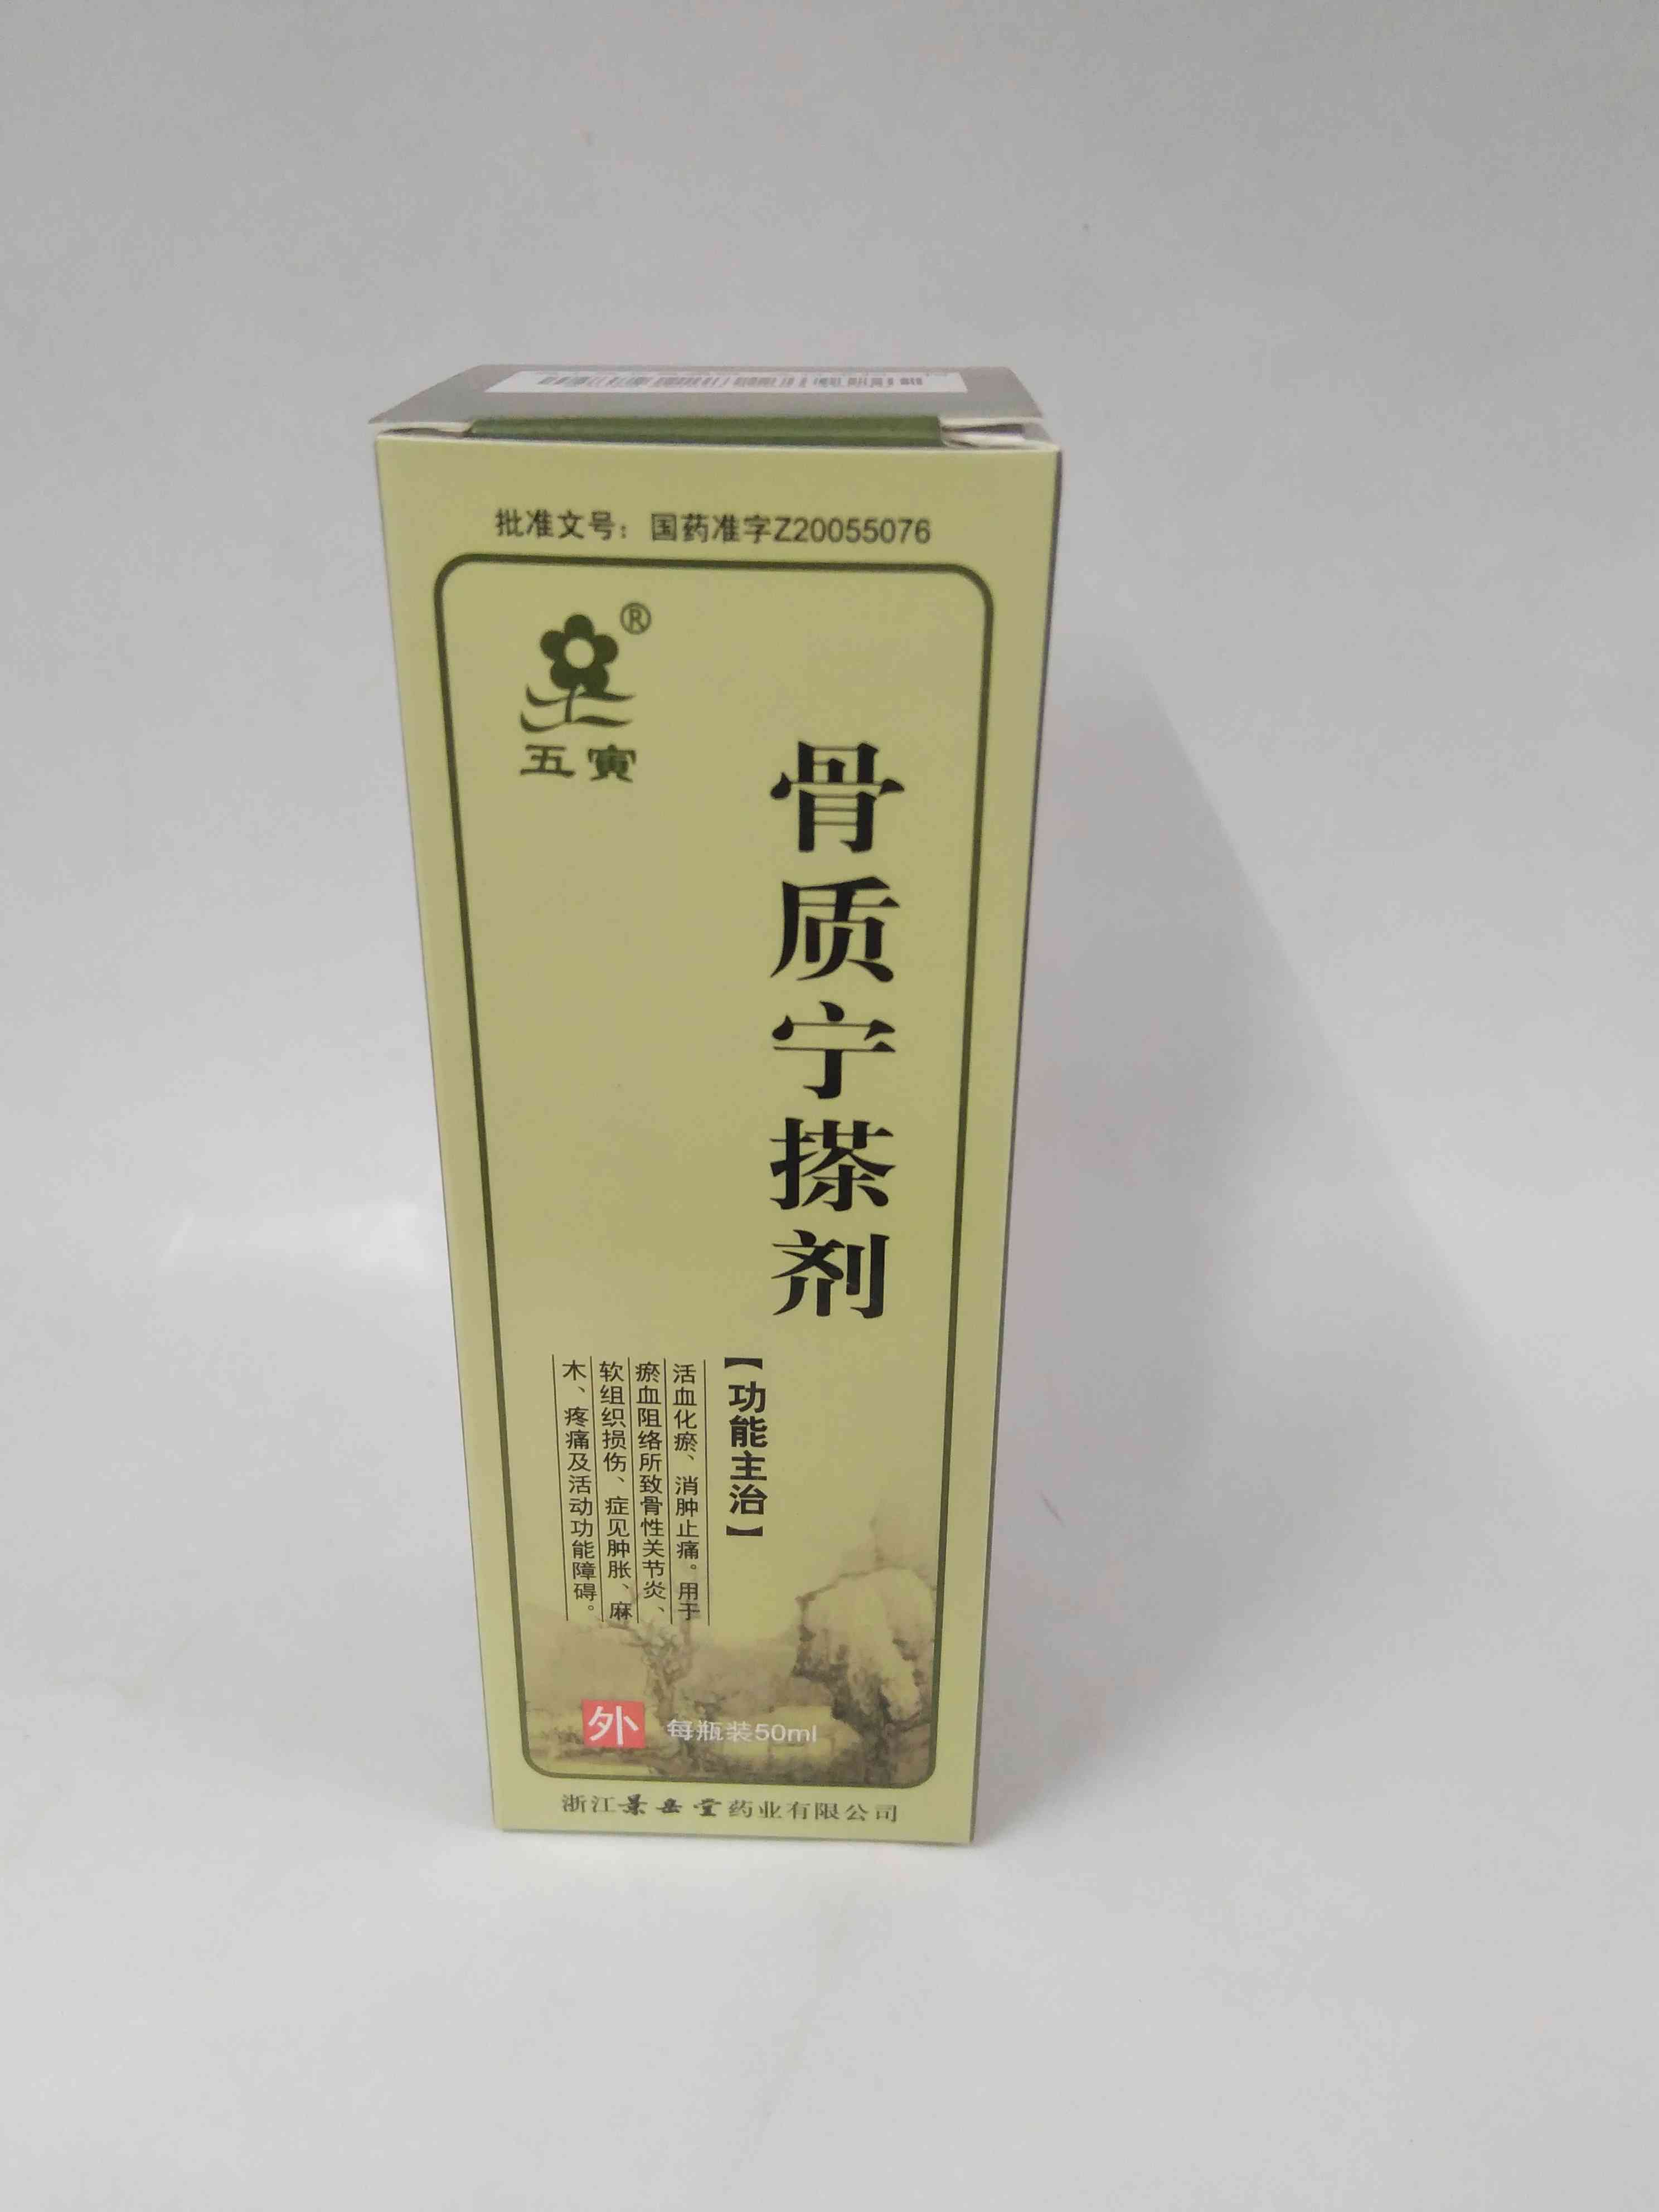 批准文号：国药准字Z20055076
®
五寅
骨质宁搽剂
【功能主治】
活血化瘀、消肿止痛。用于
瘀血阻络所致骨性关节炎、
软组织损伤、症见肿胀、麻
木、疼痛及活动功能障碍。
外
每瓶装50ml
浙江景岳堂药业有限公司